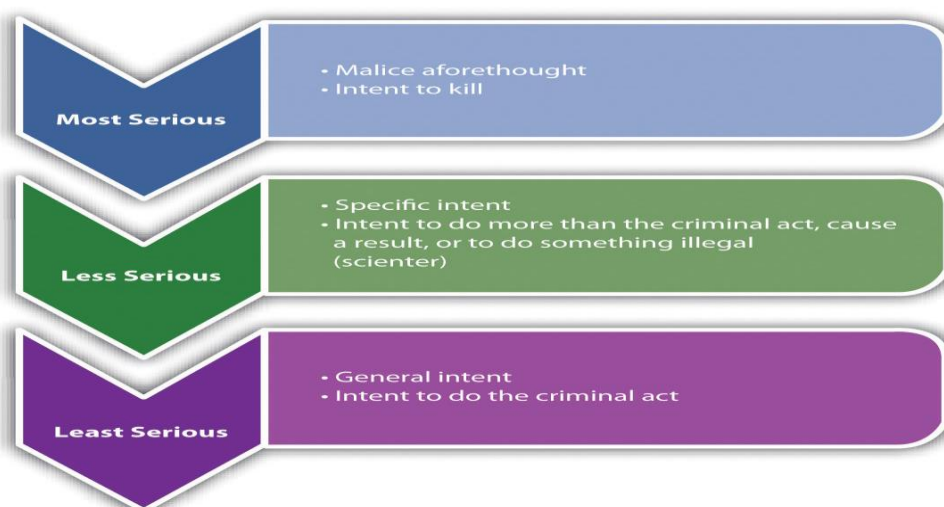 Most Serious
• Malice aforethought
• Intent to kill
Less Serious
• Specific intent
• Intent to do more than the criminal act, cause
a result, or to do something illegal
(scienter)
Least Serious
• General intent
• Intent to do the criminal act